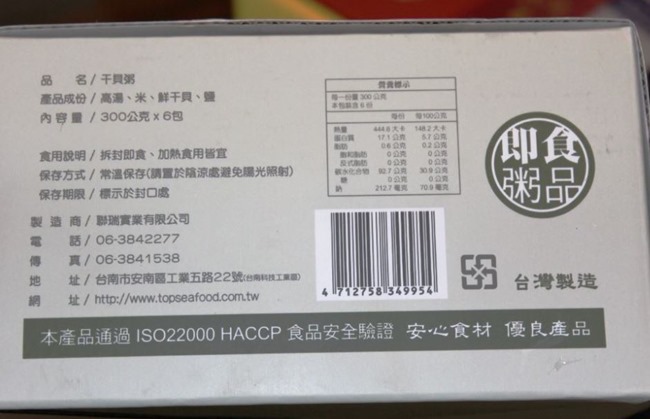 品 名 / 干貝粥
產品成份 / 高湯、米、鮮干貝、鹽
內 容 量 / 300公克 x 6包
食用說明 / 拆封即食、加熱食用皆宜
保存方式 / 常溫保存(請置於陰涼處避免陽光照射)
保存期限 / 標示於封口處
製 造 商 / 聯瑞實業有限公司
電 話 / 06-3842277
傳 真 / 06-3841538
地 址 / 台南市安南區工業五路22號(台南科技工業區)
網 址 / http://www.topseafood.com.tw
營養標示
每一份量 300 公克
本包裝含 6 份
每份 每100公克
熱量 444.6 大卡 148.2 大卡
蛋白質 17.1 公克 5.7 公克
脂肪 0.6 公克 0.2 公克
飽和脂肪 0 公克 0 公克
反式脂肪 0 公克 0 公克
碳水化合物 92.7 公克 30.9 公克
糖 0 公克 0 公克
鈉 212.7 毫克 70.9 毫克
即食
粥品
4 712758 349954
台灣製造
本產品通過 ISO22000 HACCP 食品安全驗證 安心食材 優良產品